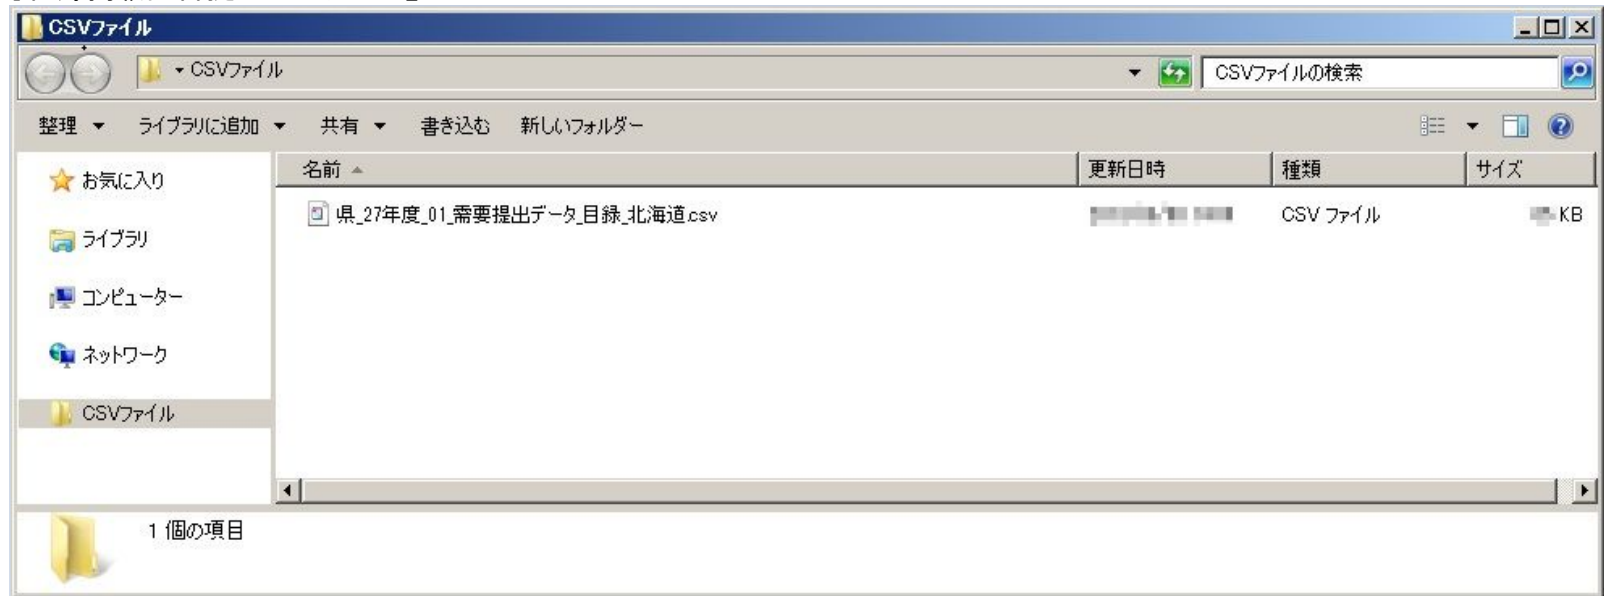 CSVファイル
CSVファイル
CSVファイルの検索
整理 ライブラリに追加 共有 書き込む 新しいフォルダー
名前 更新日時 種類 サイズ
お気に入り
県_27年度_01_需要提出データ_目録_北海道.csv CSV ファイル KB
ライブラリ
コンピューター
ネットワーク
CSVファイル
1 個の項目